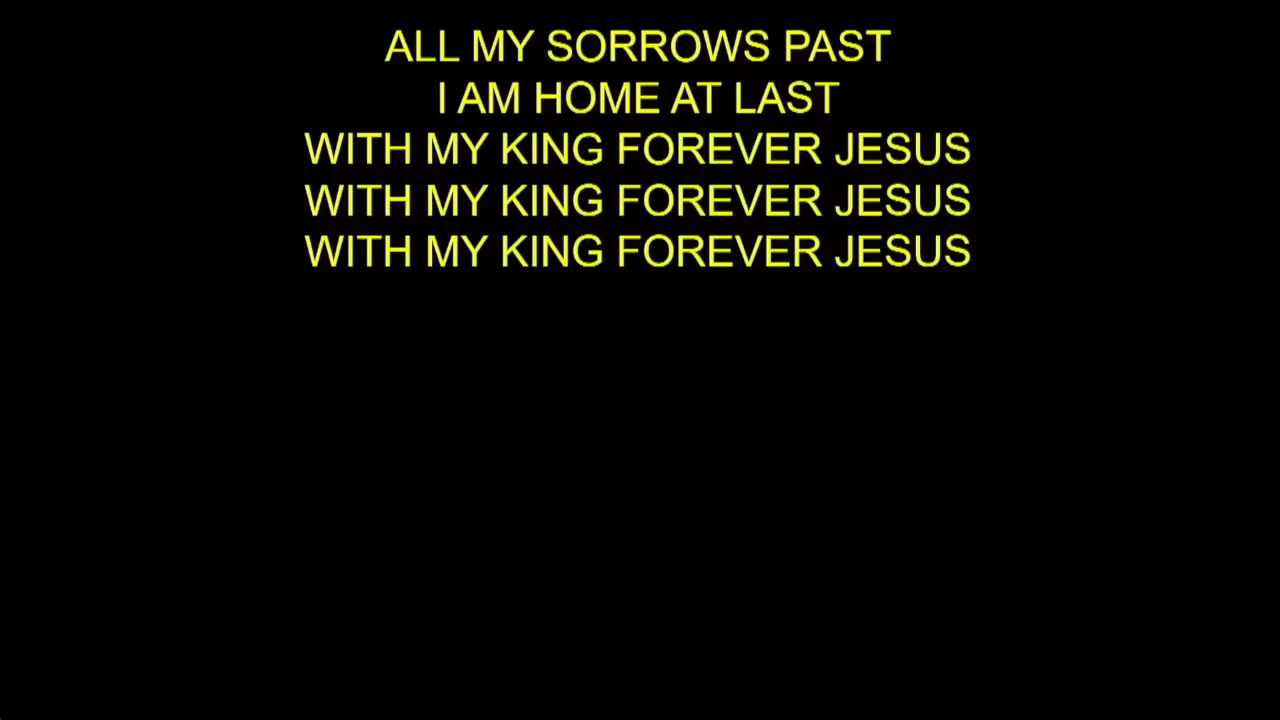 ALL MY SORROWS PAST
I AM HOME AT LAST
WITH MY KING FOREVER JESUS
WITH MY KING FOREVER JESUS
WITH MY KING FOREVER JESUS